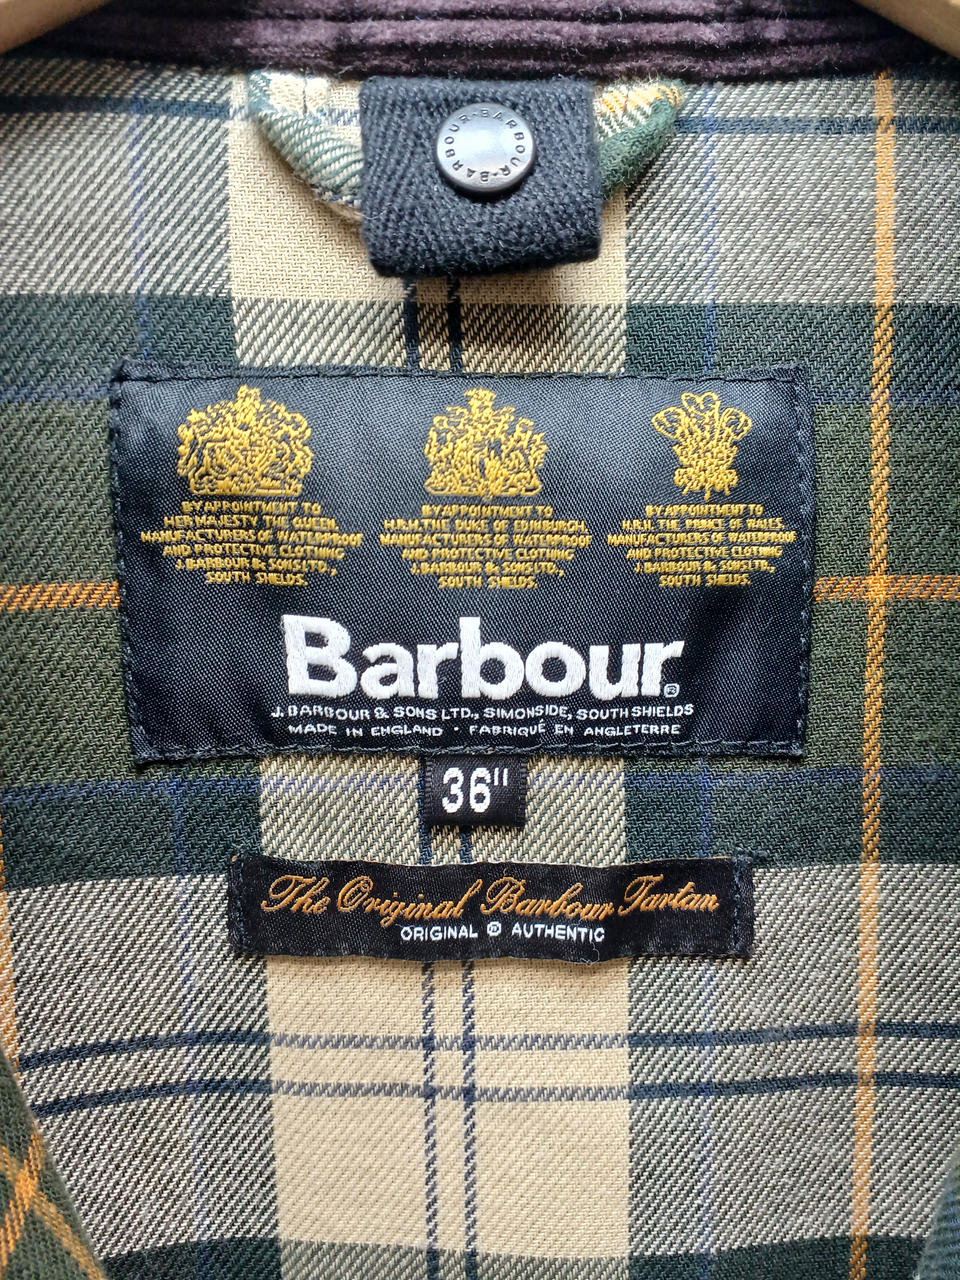 BARBOUR·BARBOUR·BARBOUR·
BY APPOINTMENT TO
HER MAJESTY THE QUEEN,
MANUFACTURERS OF WATERPROOF
AND PROTECTIVE CLOTHING
J.BARBOUR & SONS LTD.,
SOUTH SHIELDS.
BY APPOINTMENT TO
H.R.H. THE DUKE OF EDINBURGH,
MANUFACTURERS OF WATERPROOF
AND PROTECTIVE CLOTHING
J.BARBOUR & SONS LTD.,
SOUTH SHIELDS.
BY APPOINTMENT TO
H.R.H. THE PRINCE OF WALES,
MANUFACTURERS OF WATERPROOF
AND PROTECTIVE CLOTHING
J.BARBOUR & SONS LTD.,
SOUTH SHIELDS.
Barbour®
J. BARBOUR & SONS LTD., SIMONSIDE, SOUTH SHIELDS
MADE IN ENGLAND · FABRIQUÉ EN ANGLETERRE
36"
The Original Barbour Tartan
ORIGINAL ® AUTHENTIC